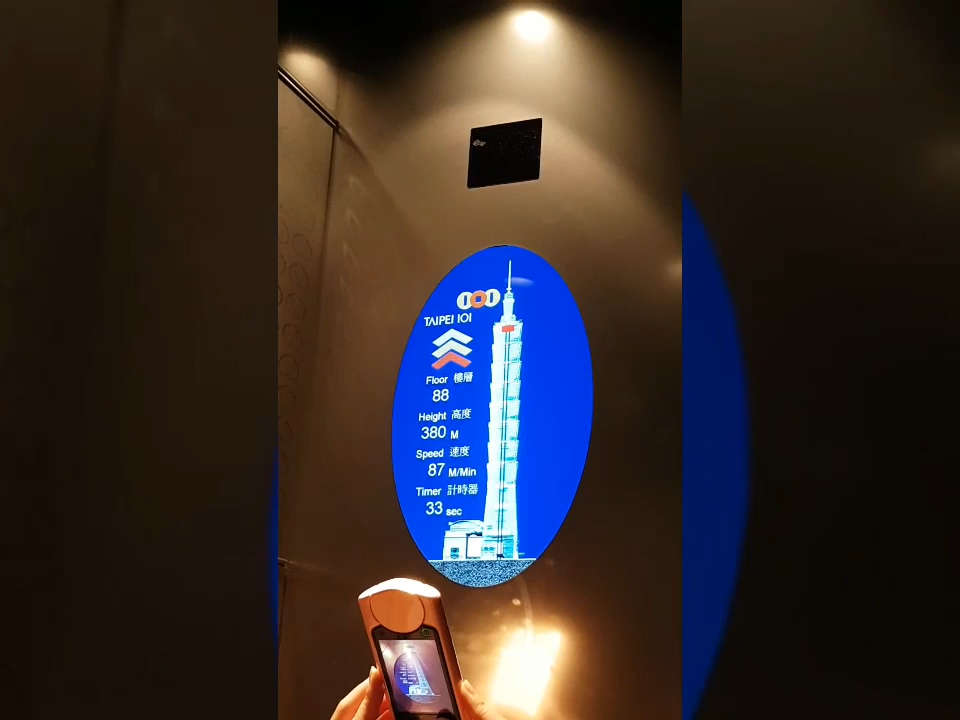 TAIPEI 101
Floor 樓層
88
Height 高度
380 M
Speed 速度
87 M/Min
Timer 計時器
33 sec